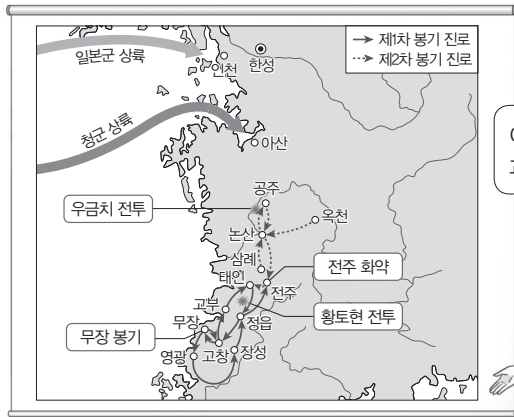 → 제1차 봉기 진로
┈▸ 제2차 봉기 진로
일본군 상륙
인천
한성
청군 상륙
아산
공주
우금치 전투
옥천
논산
삼례
전주 화약
태인
전주
고부
황토현 전투
무장
정읍
무장 봉기
영광
고창
장성